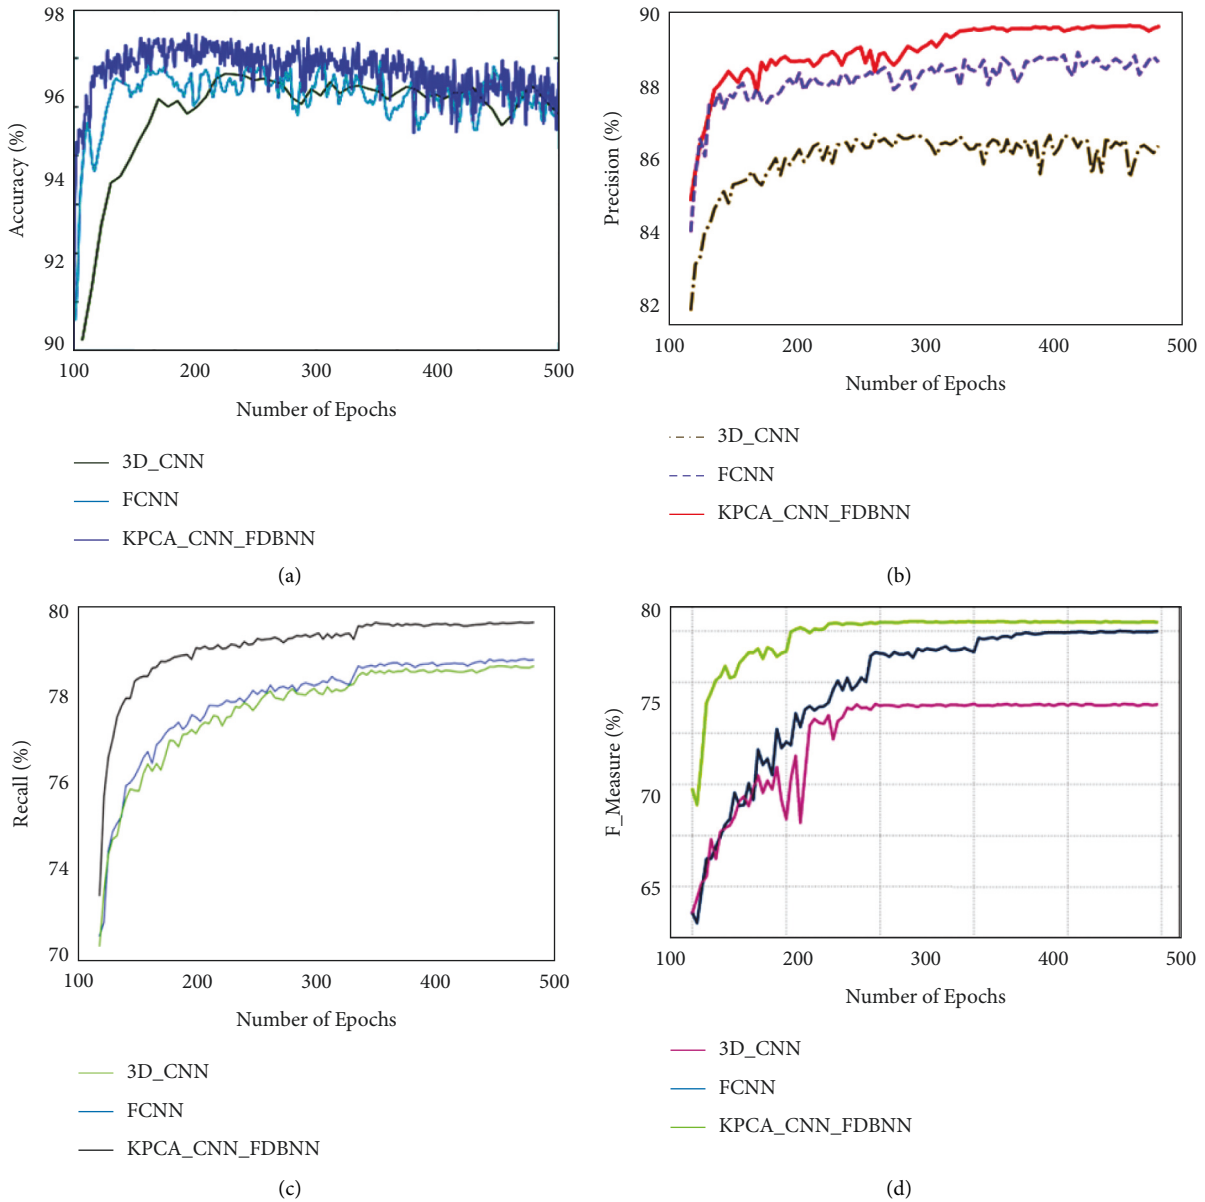 98
96
94
92
90
Accuracy (%)
100 200 300 400 500
Number of Epochs
3D_CNN
FCNN
KPCA_CNN_FDBNN
(a)
90
88
86
84
82
Precision (%)
100 200 300 400 500
Number of Epochs
3D_CNN
FCNN
KPCA_CNN_FDBNN
(b)
80
78
76
74
70
Recall (%)
100 200 300 400 500
Number of Epochs
3D_CNN
FCNN
KPCA_CNN_FDBNN
(c)
80
75
70
65
F_Measure (%)
100 200 300 400 500
Number of Epochs
3D_CNN
FCNN
KPCA_CNN_FDBNN
(d)